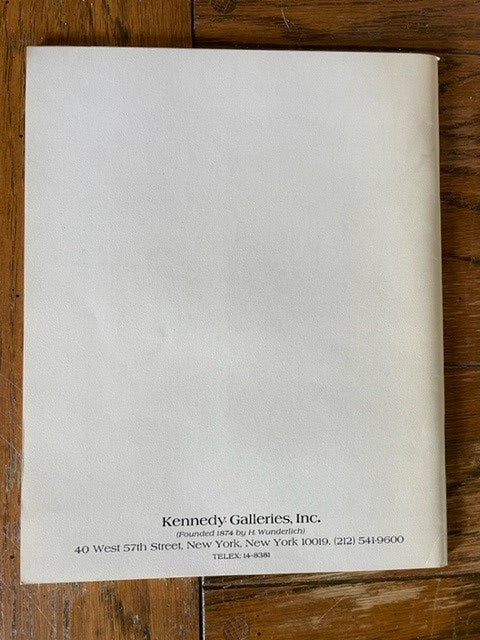 Kennedy Galleries, Inc.
(Founded 1874 by H. Wunderlich)
40 West 57th Street, New York, New York 10019. (212) 541-9600
TELEX: 14-8381